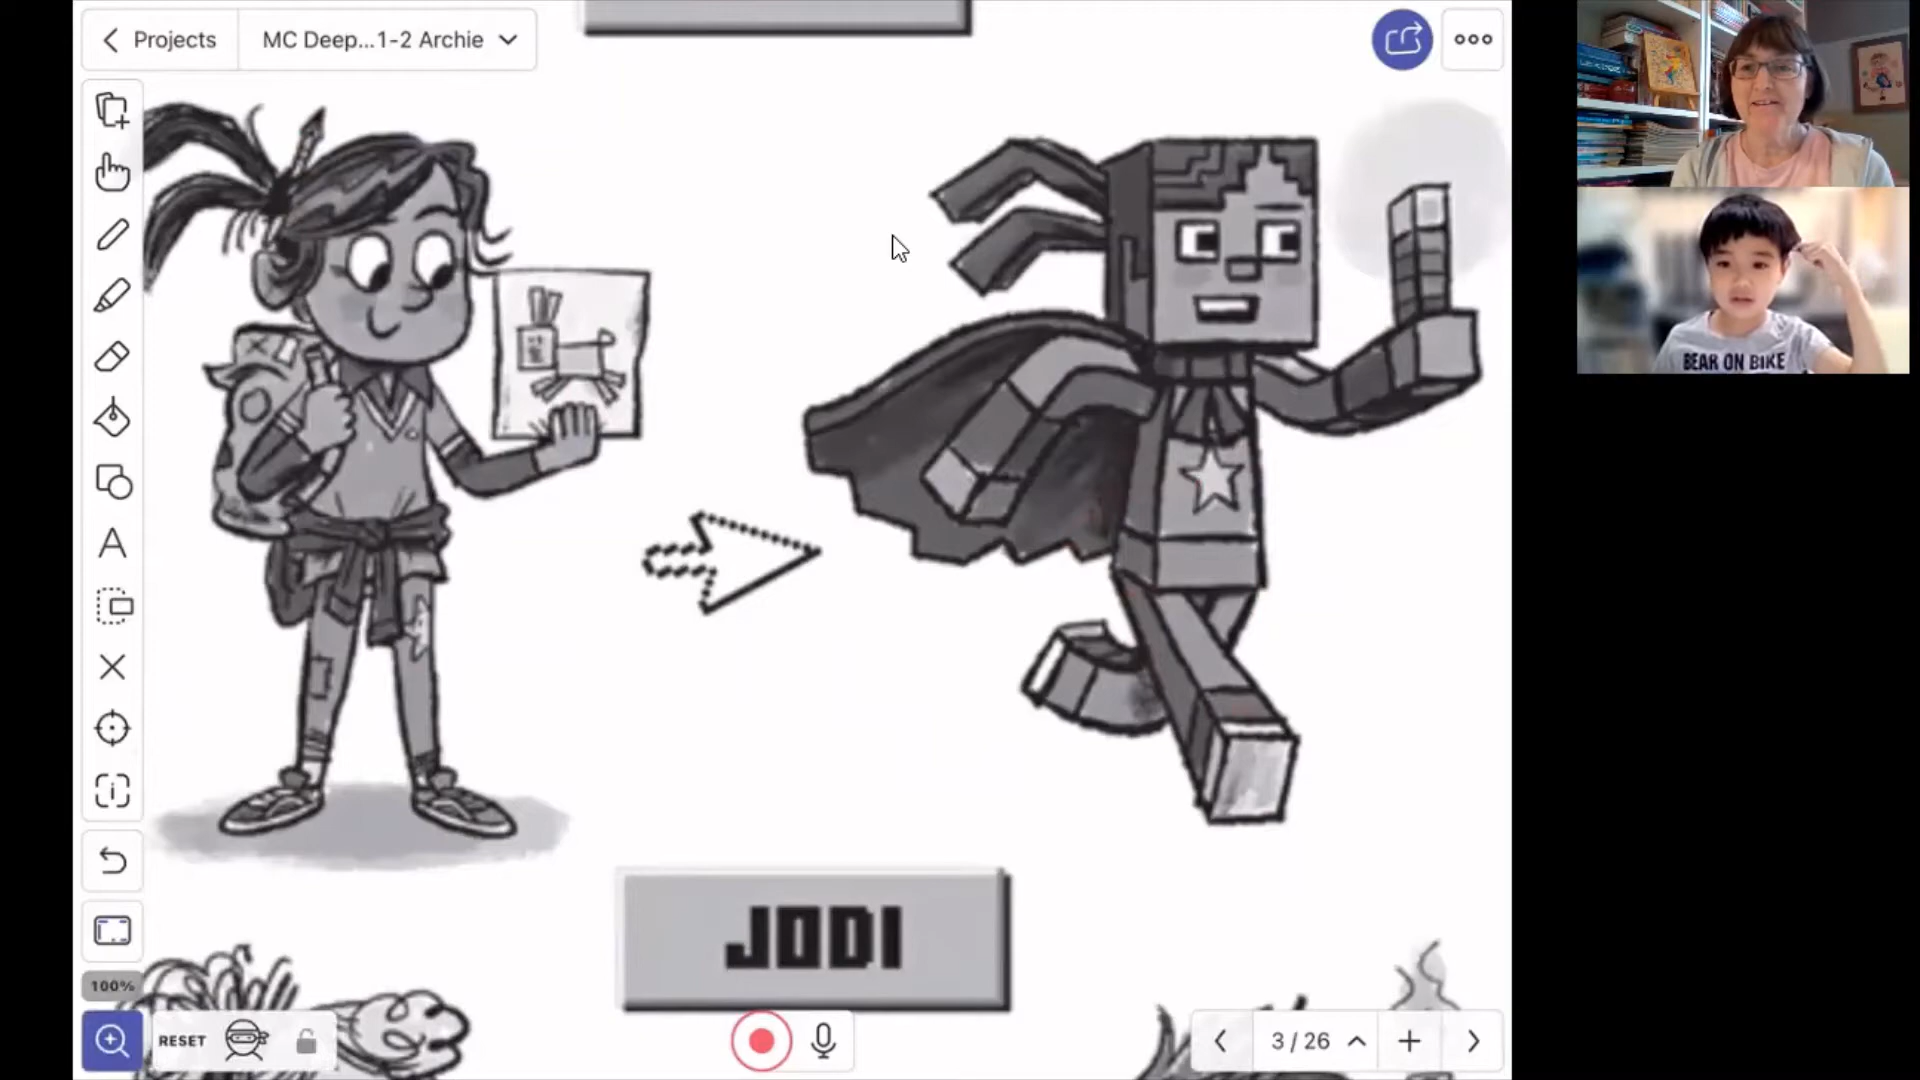 Projects
MC Deep...1-2 Archie
BEAR ON BIKE
JODI
100%
RESET
3 / 26